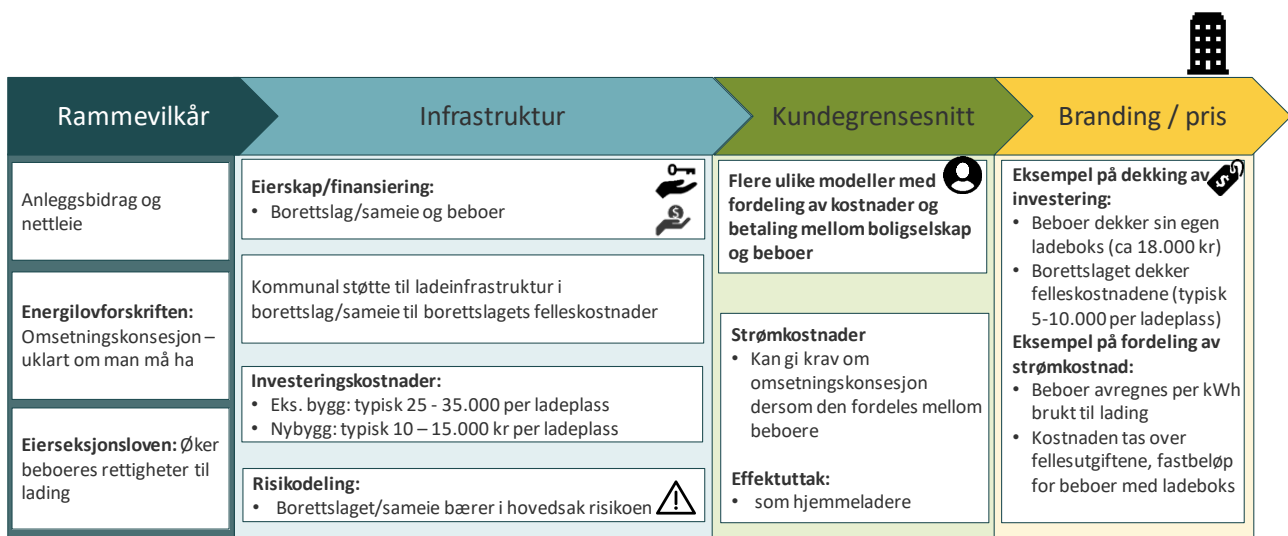 Rammevilkår
Anleggsbidrag og
nettleie
Energilovforskriften:
Omsetningskonsesjon –
uklart om man må ha
Eierseksjonsloven: Øker
beboeres rettigheter til
lading
Infrastruktur
Eierskap/finansiering:
• Borettslag/sameie og beboer
Kommunal støtte til ladeinfrastruktur i
borettslag/sameie til borettslagets felleskostnader
Investeringskostnader:
• Eks. bygg: typisk 25 - 35.000 per ladeplass
• Nybygg: typisk 10 – 15.000 kr per ladeplass
Risikodeling:
• Borettslaget/sameie bærer i hovedsak risikoen
Kundegrensesnitt
Flere ulike modeller med
fordeling av kostnader og
betaling mellom boligselskap
og beboer
Strømkostnader
• Kan gi krav om
omsetningskonsesjon
dersom den fordeles mellom
beboere
Effektuttak:
• som hjemmeladere
Branding / pris
Eksempel på dekking av
investering:
• Beboer dekker sin egen
ladeboks (ca 18.000 kr)
• Borettslaget dekker
felleskostnadene (typisk
5-10.000 per ladeplass)
Eksempel på fordeling av
strømkostnad:
• Beboer avregnes per kWh
brukt til lading
• Kostnaden tas over
fellesutgiftene, fastbeløp
for beboer med ladeboks